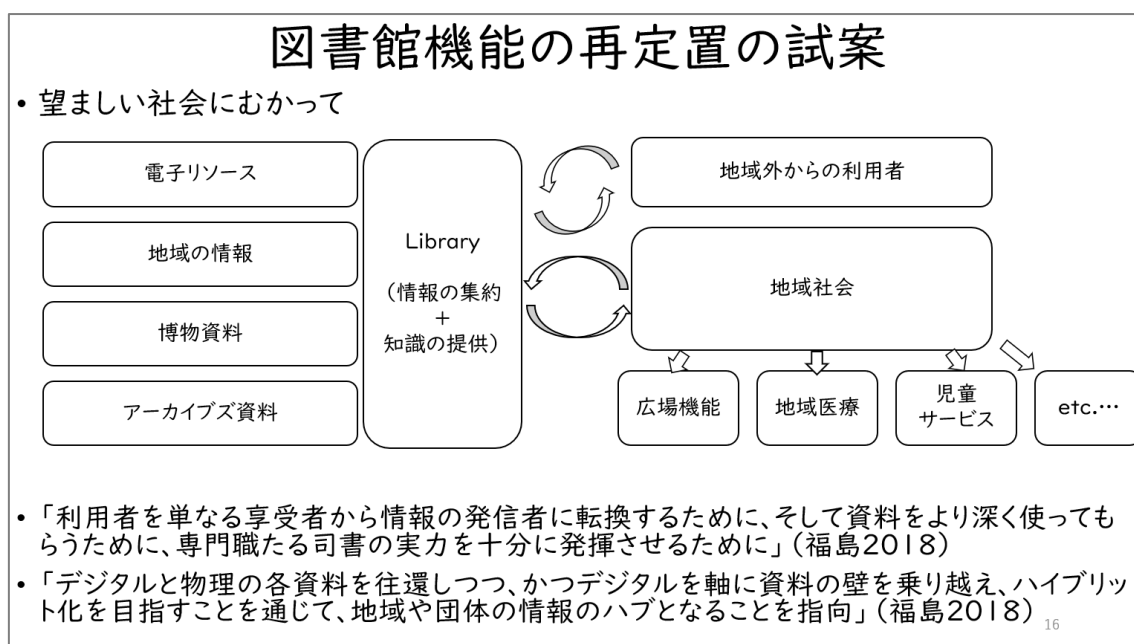 図書館機能の再定置の試案
• 望ましい社会にむかって
電子リソース
地域の情報
博物資料
アーカイブズ資料
Library
（情報の集約
+
知識の提供）
地域外からの利用者
地域社会
広場機能
地域医療
児童
サービス
etc.…
• 「利用者を単なる享受者から情報の発信者に転換するために、そして資料をより深く使っても
らうために、専門職たる司書の実力を十分に発揮させるために」（福島2018）
• 「デジタルと物理の各資料を往還しつつ、かつデジタルを軸に資料の壁を乗り越え、ハイブリッ
ト化を目指すことを通じて、地域や団体の情報のハブとなることを指向」（福島2018）
16